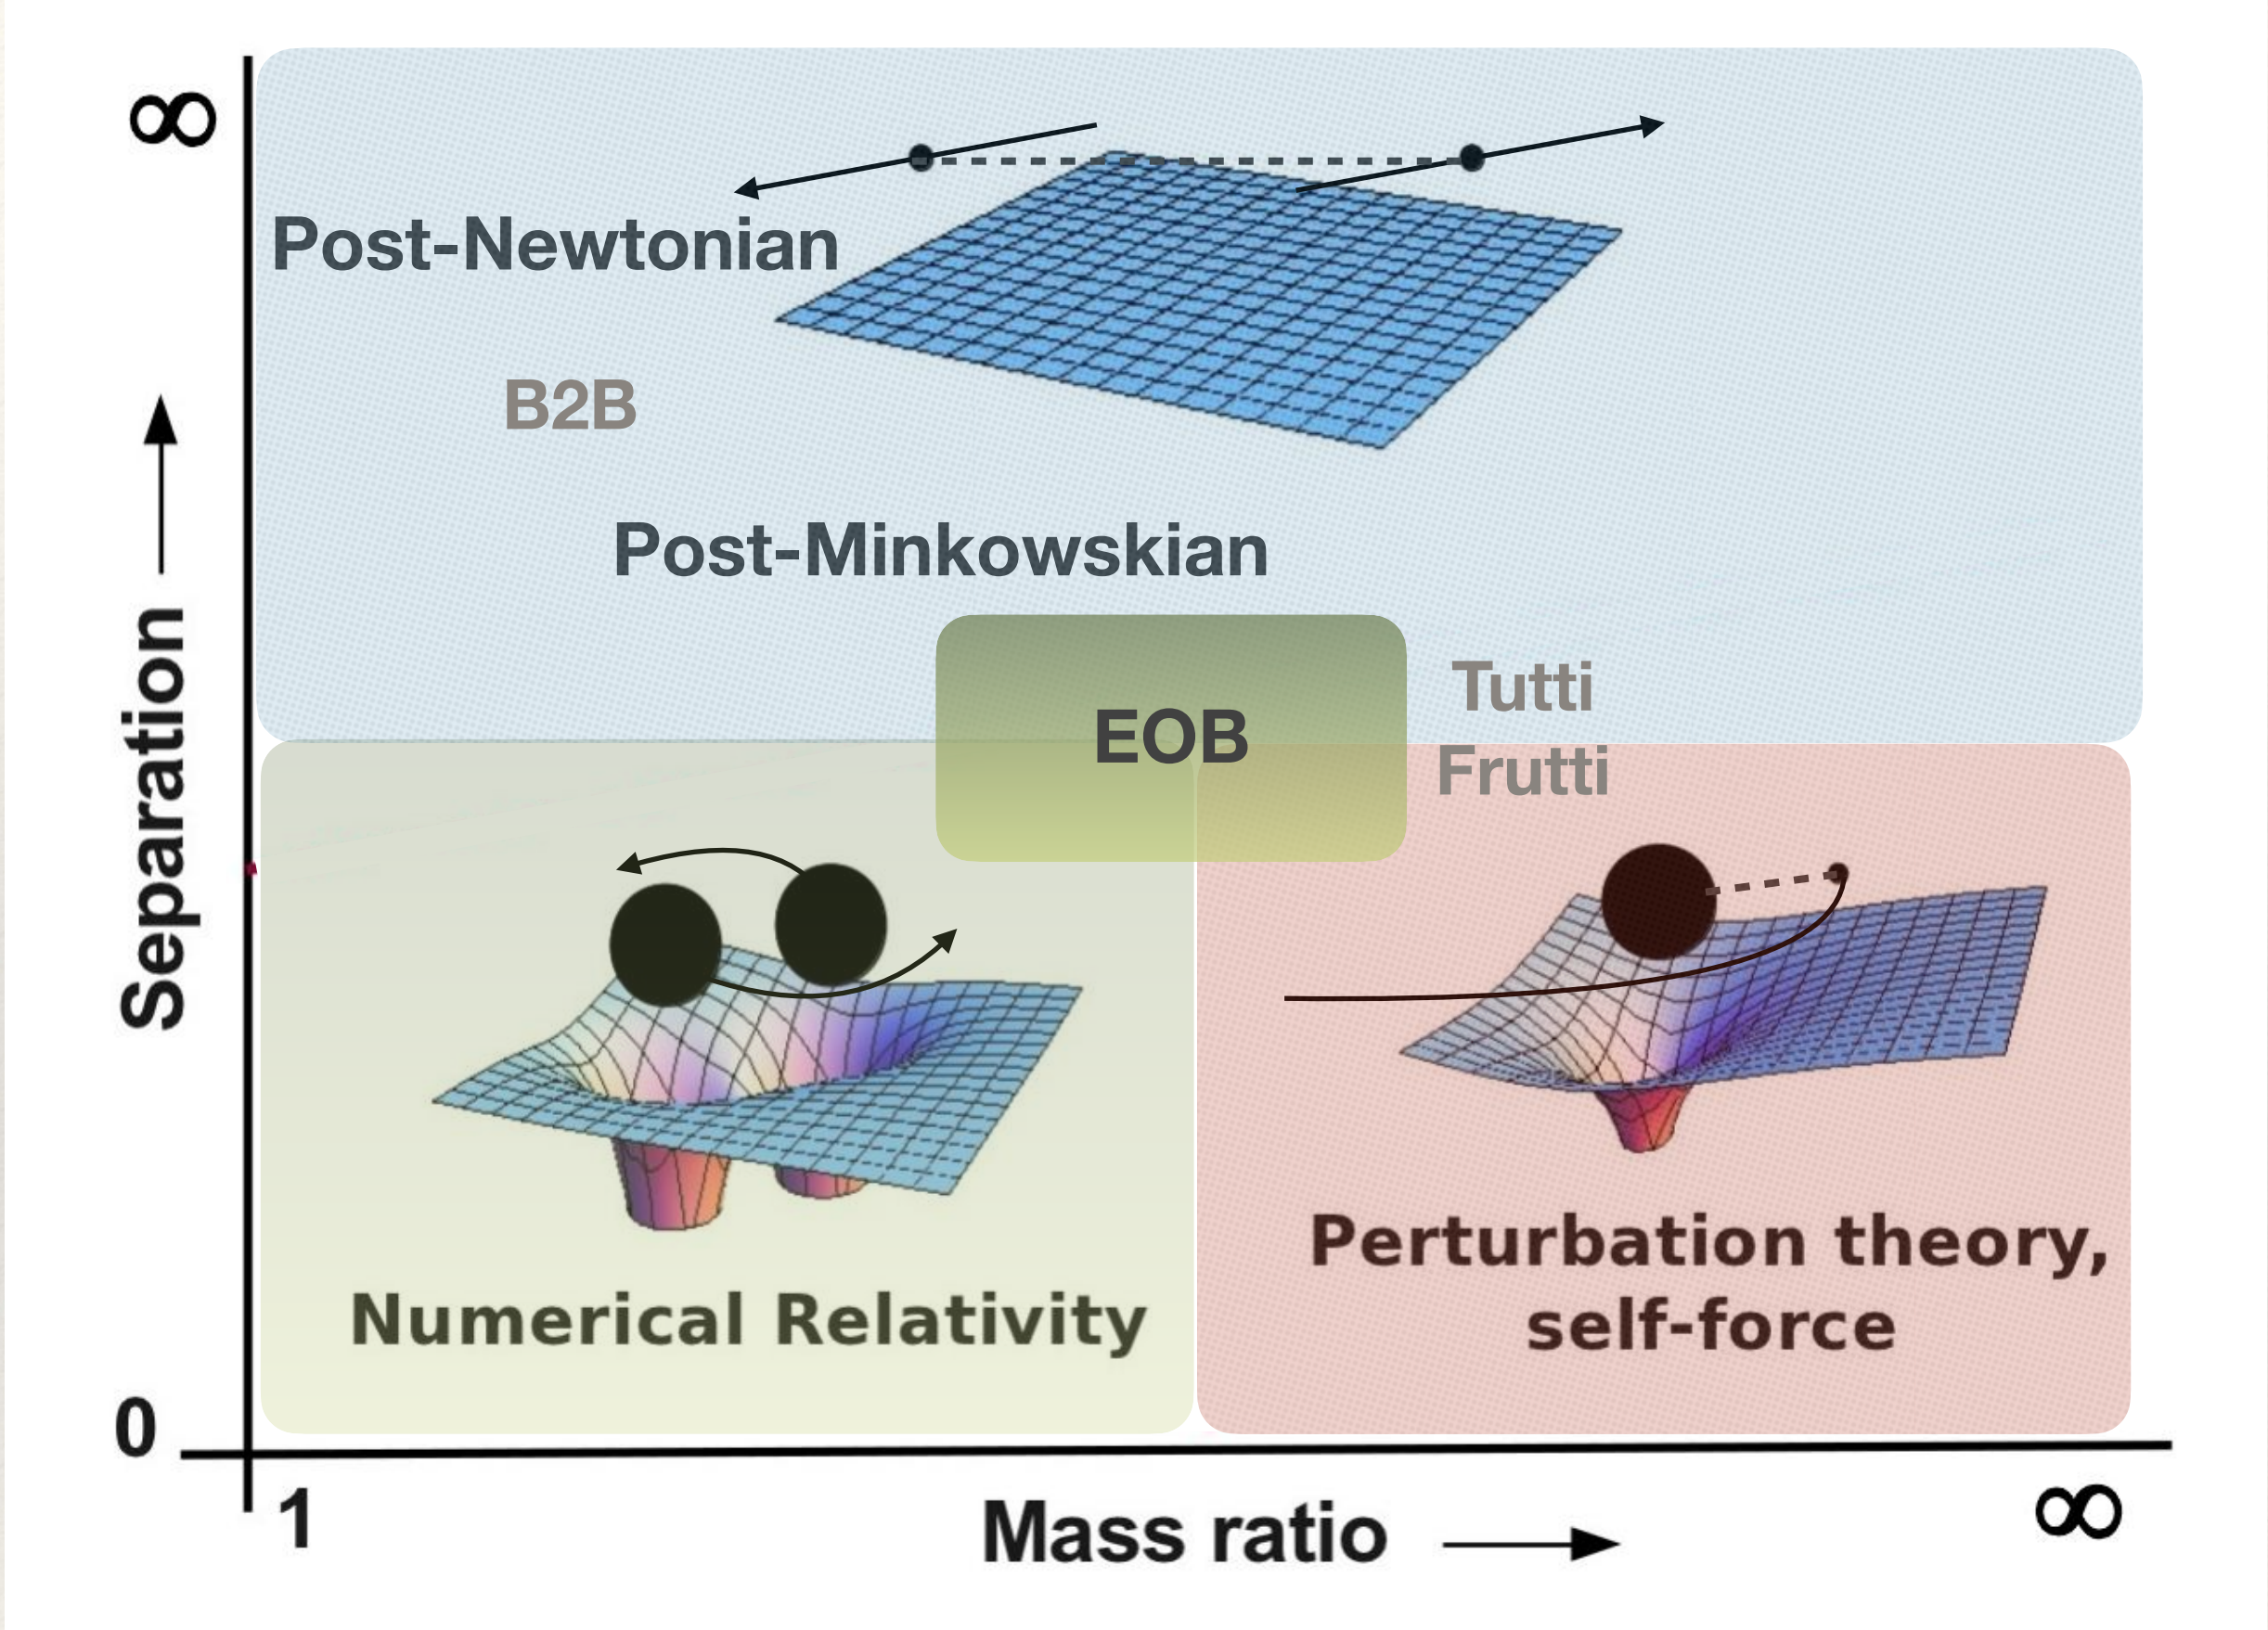 ∞
Post-Newtonian
B2B
Post-Minkowskian
Separation
EOB
Tutti
Frutti
Numerical Relativity
Perturbation theory,
self-force
0
1
Mass ratio
∞